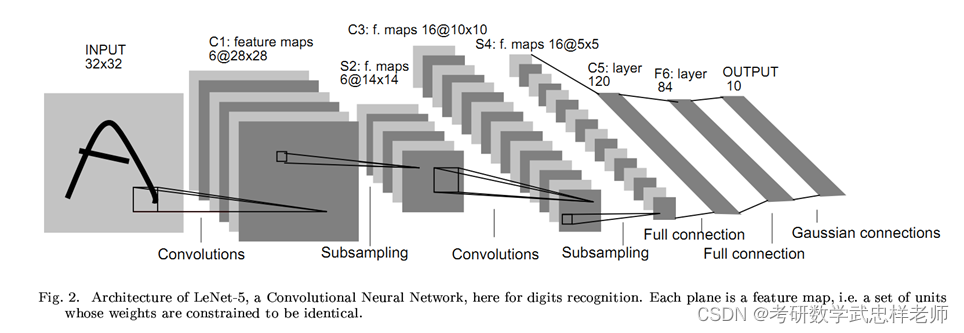 INPUT
32x32
C1: feature maps
6@28x28
S2: f. maps
6@14x14
C3: f. maps 16@10x10
S4: f. maps 16@5x5
C5: layer
120
F6: layer
84
OUTPUT
10
Convolutions
Subsampling
Convolutions
Subsampling
Full connection
Full connection
Gaussian connections
Fig. 2. Architecture of LeNet-5, a Convolutional Neural Network, here for digits recognition. Each plane is a feature map, i.e. a set of units
whose weights are constrained to be identical.
CSDN @考研数学武忠样老师